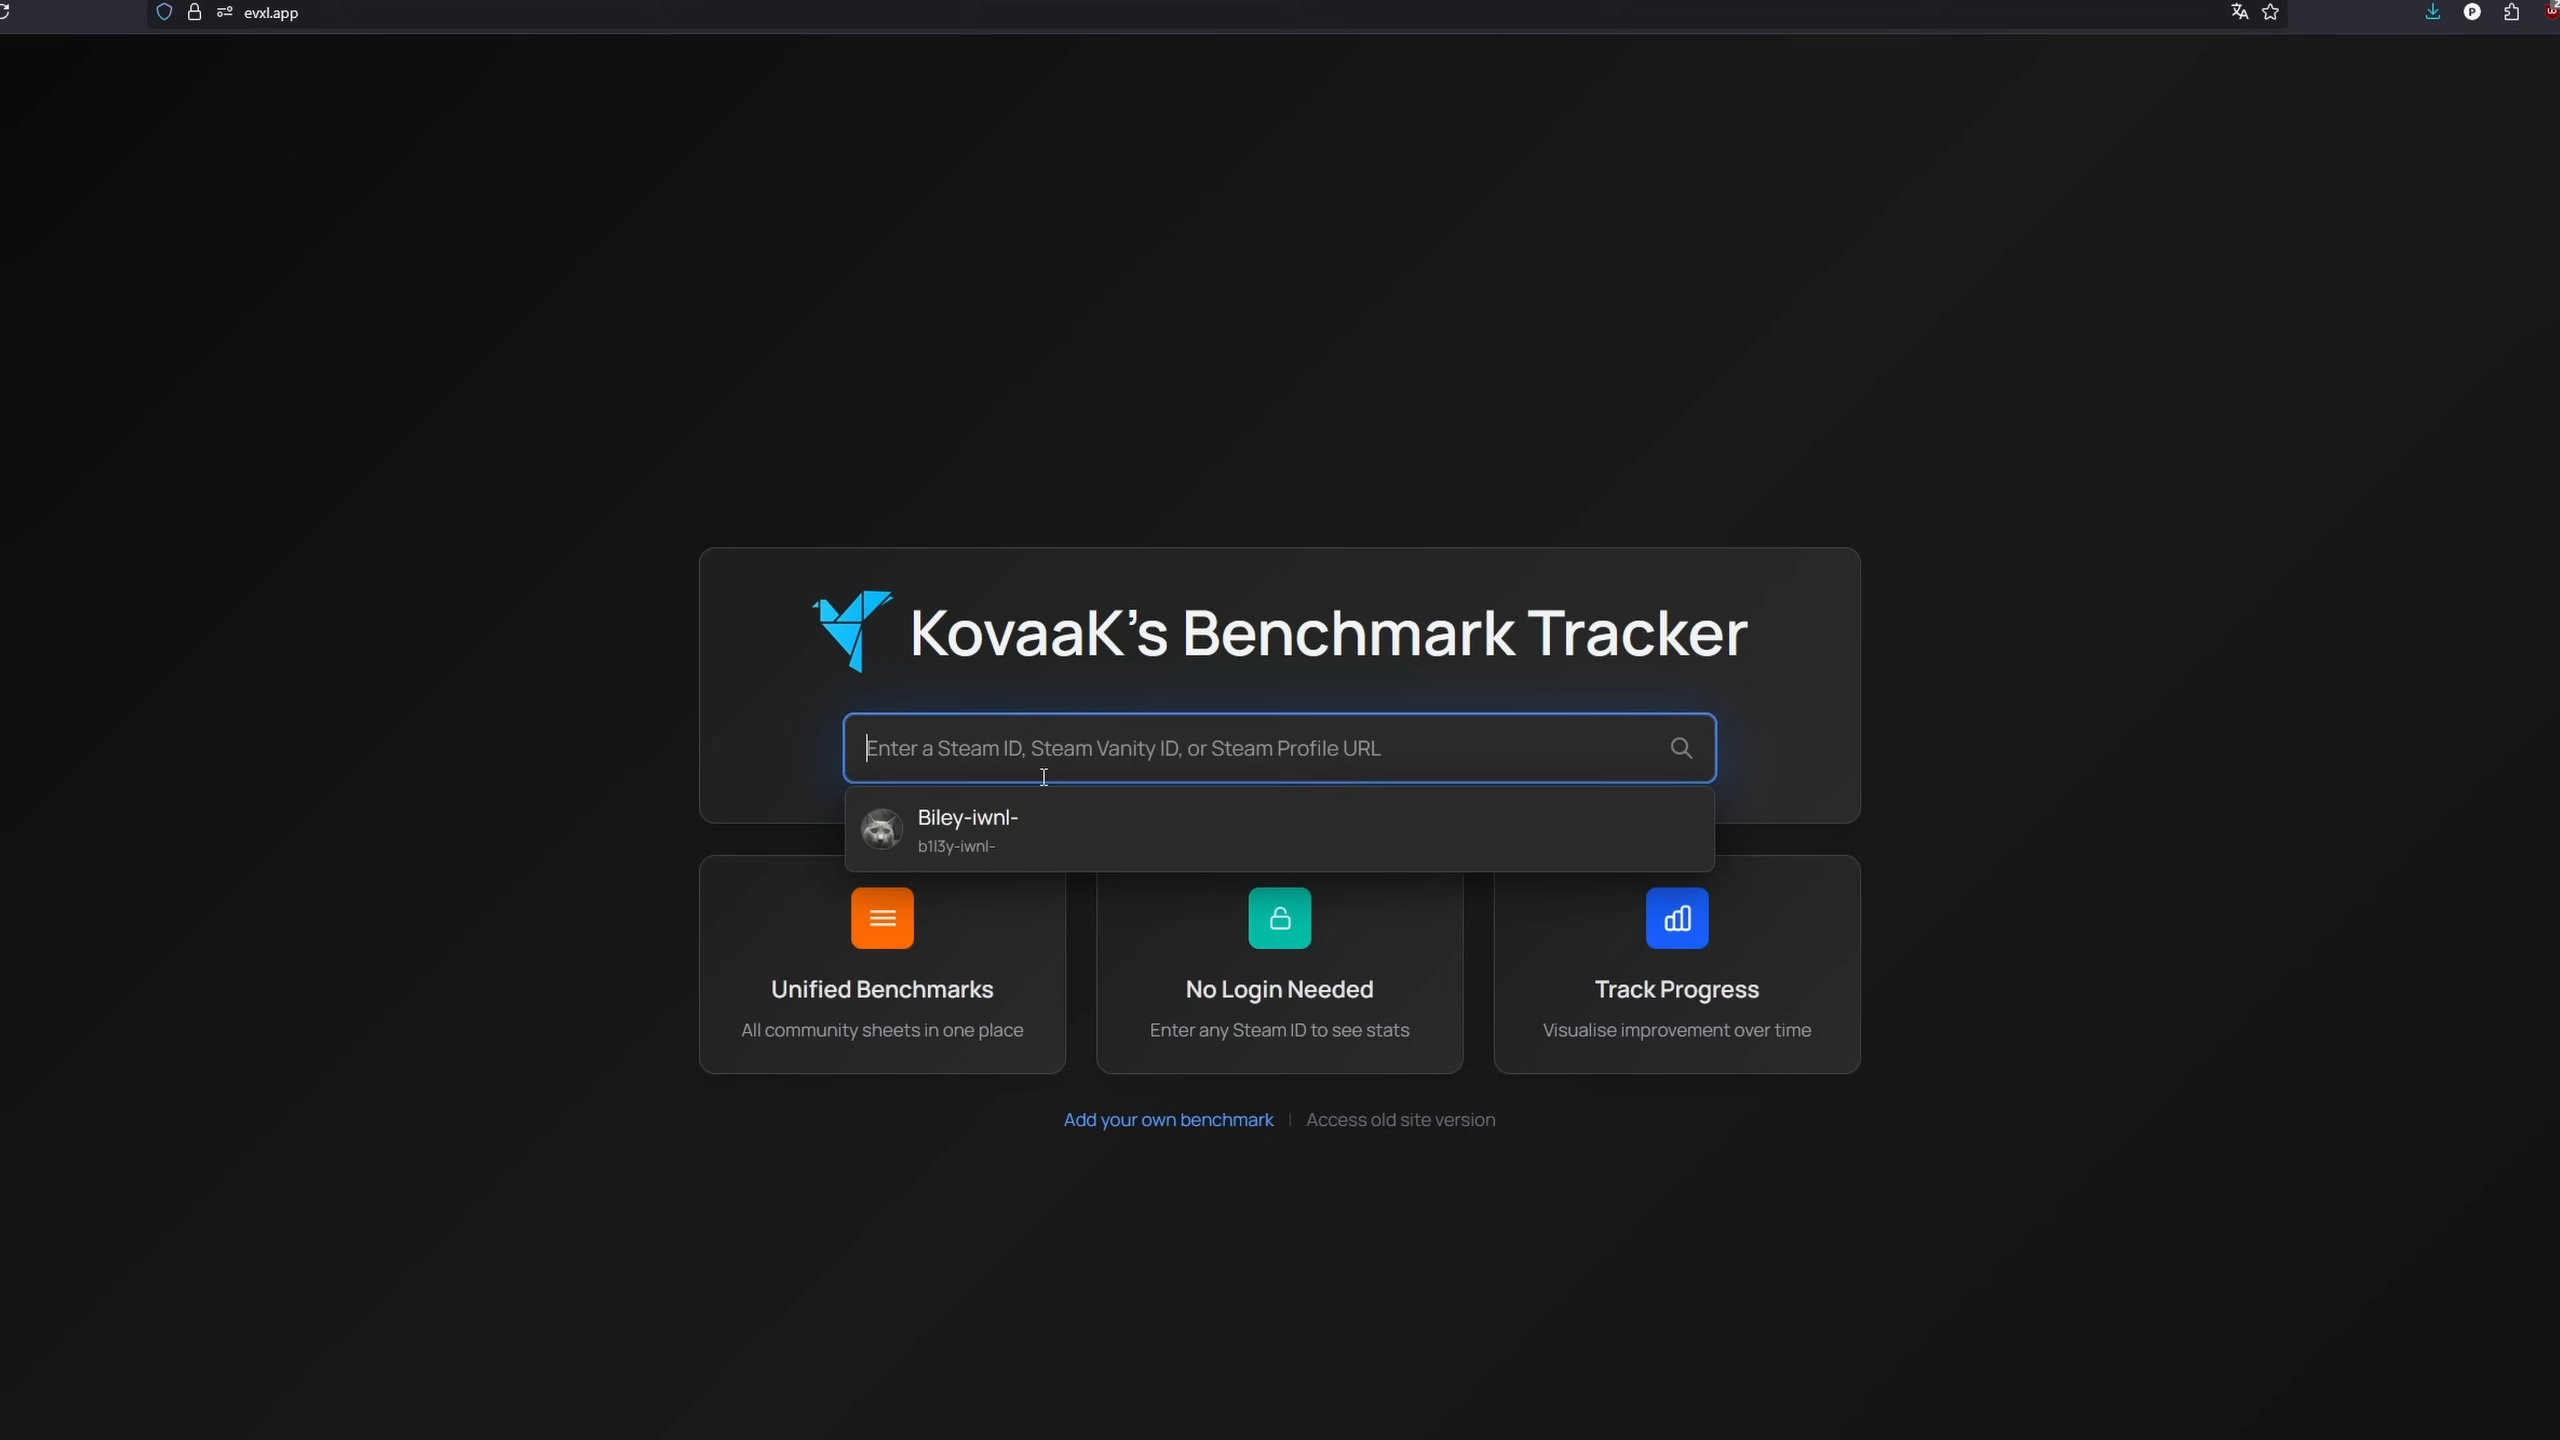 evxl.app
P
KovaaK's Benchmark Tracker
Enter a Steam ID, Steam Vanity ID, or Steam Profile URL
Biley-iwnl-
b1l3y-iwnl-
Unified Benchmarks
All community sheets in one place
No Login Needed
Enter any Steam ID to see stats
Track Progress
Visualise improvement over time
Add your own benchmark | Access old site version